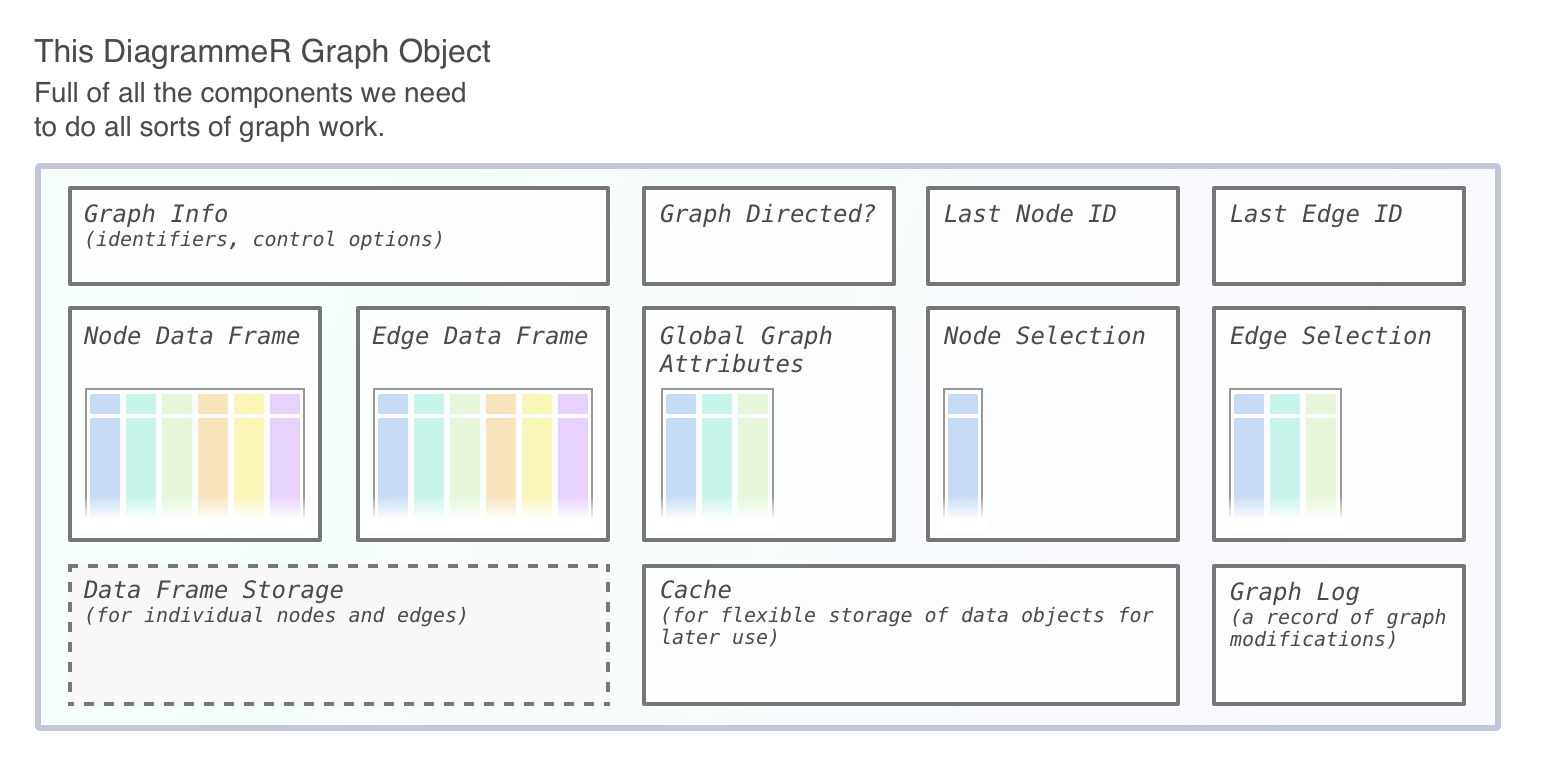 This DiagrammeR Graph Object
Full of all the components we need
to do all sorts of graph work.
Graph Info
(identifiers, control options)
Graph Directed?
Last Node ID
Last Edge ID
Node Data Frame
Edge Data Frame
Global Graph
Attributes
Node Selection
Edge Selection
Data Frame Storage
(for individual nodes and edges)
Cache
(for flexible storage of data objects for
later use)
Graph Log
(a record of graph
modifications)